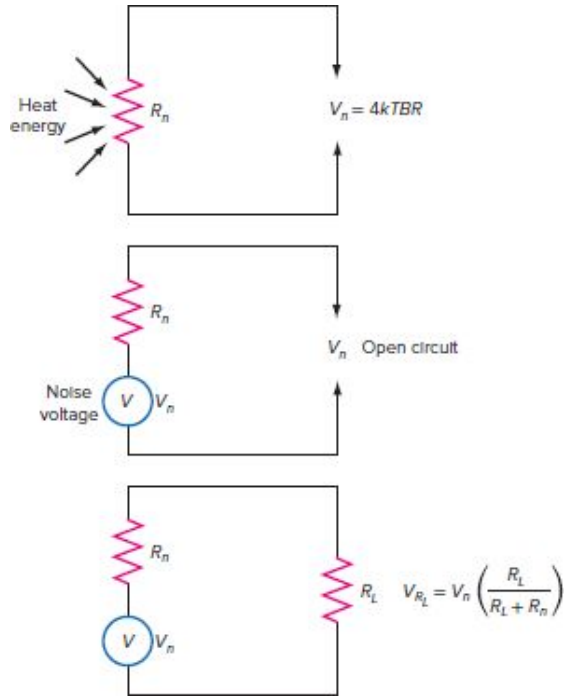 Heat
energy
Rn
Vn = 4kTBR
Rn
Vn Open circuit
Noise
voltage
V
Vn
Rn
RL
VRL = Vn (RL / RL + Rn)
V
Vn